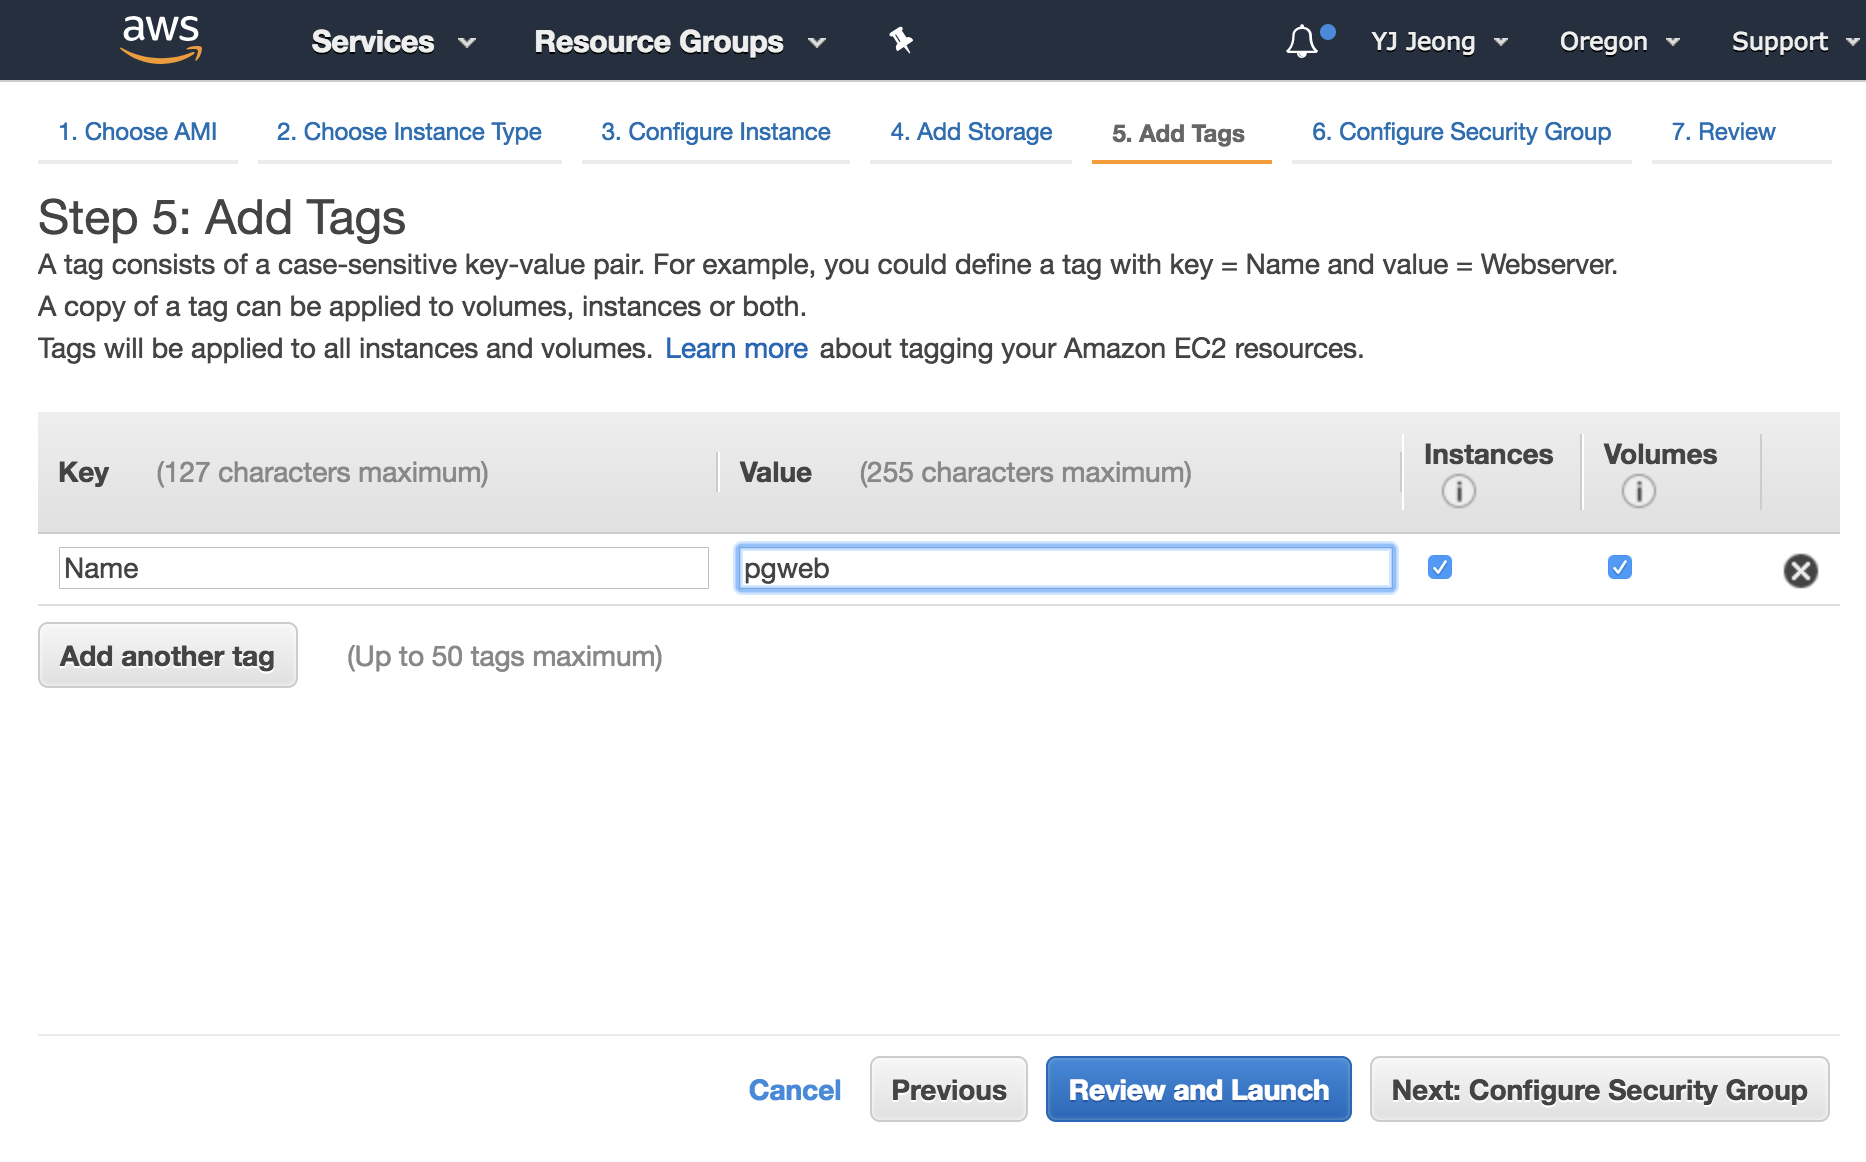 aws Services Resource Groups YJ Jeong Oregon Support
1. Choose AMI 2. Choose Instance Type 3. Configure Instance 4. Add Storage 5. Add Tags 6. Configure Security Group 7. Review
Step 5: Add Tags
A tag consists of a case-sensitive key-value pair. For example, you could define a tag with key = Name and value = Webserver.
A copy of a tag can be applied to volumes, instances or both.
Tags will be applied to all instances and volumes. Learn more about tagging your Amazon EC2 resources.
Key (127 characters maximum) Value (255 characters maximum) Instances Volumes
Name pgweb
Add another tag (Up to 50 tags maximum)
Cancel Previous Review and Launch Next: Configure Security Group